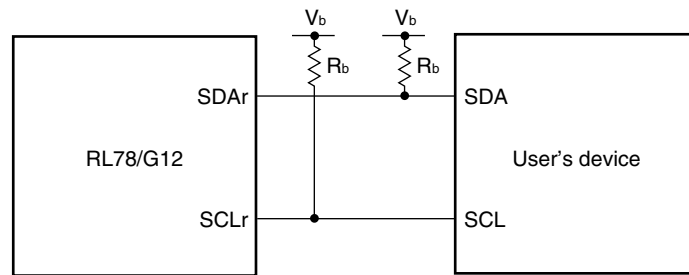 Vb Vb
Rb Rb
SDAr SDA
RL78/G12 User's device
SCLr SCL